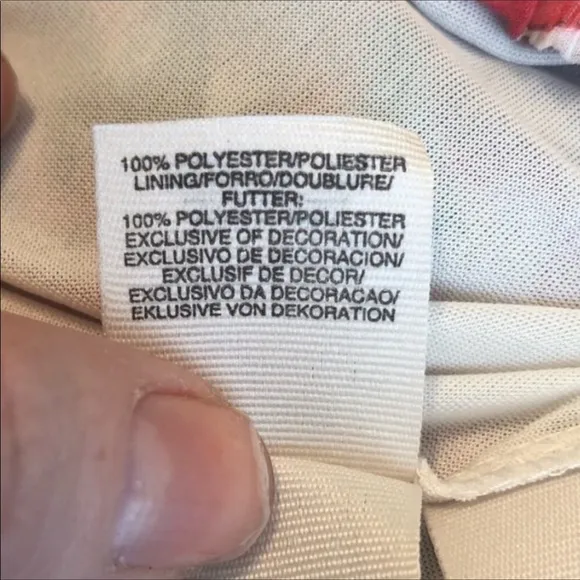 100% POLYESTER/POLIESTER
LINING/FORRO/DOUBLURE/
FUTTER:
100% POLYESTER/POLIESTER
EXCLUSIVE OF DECORATION/
EXCLUSIVO DE DECORACION/
EXCLUSIF DE DECOR/
EXCLUSIVO DA DECORACAO/
EKLUSIVE VON DEKORATION